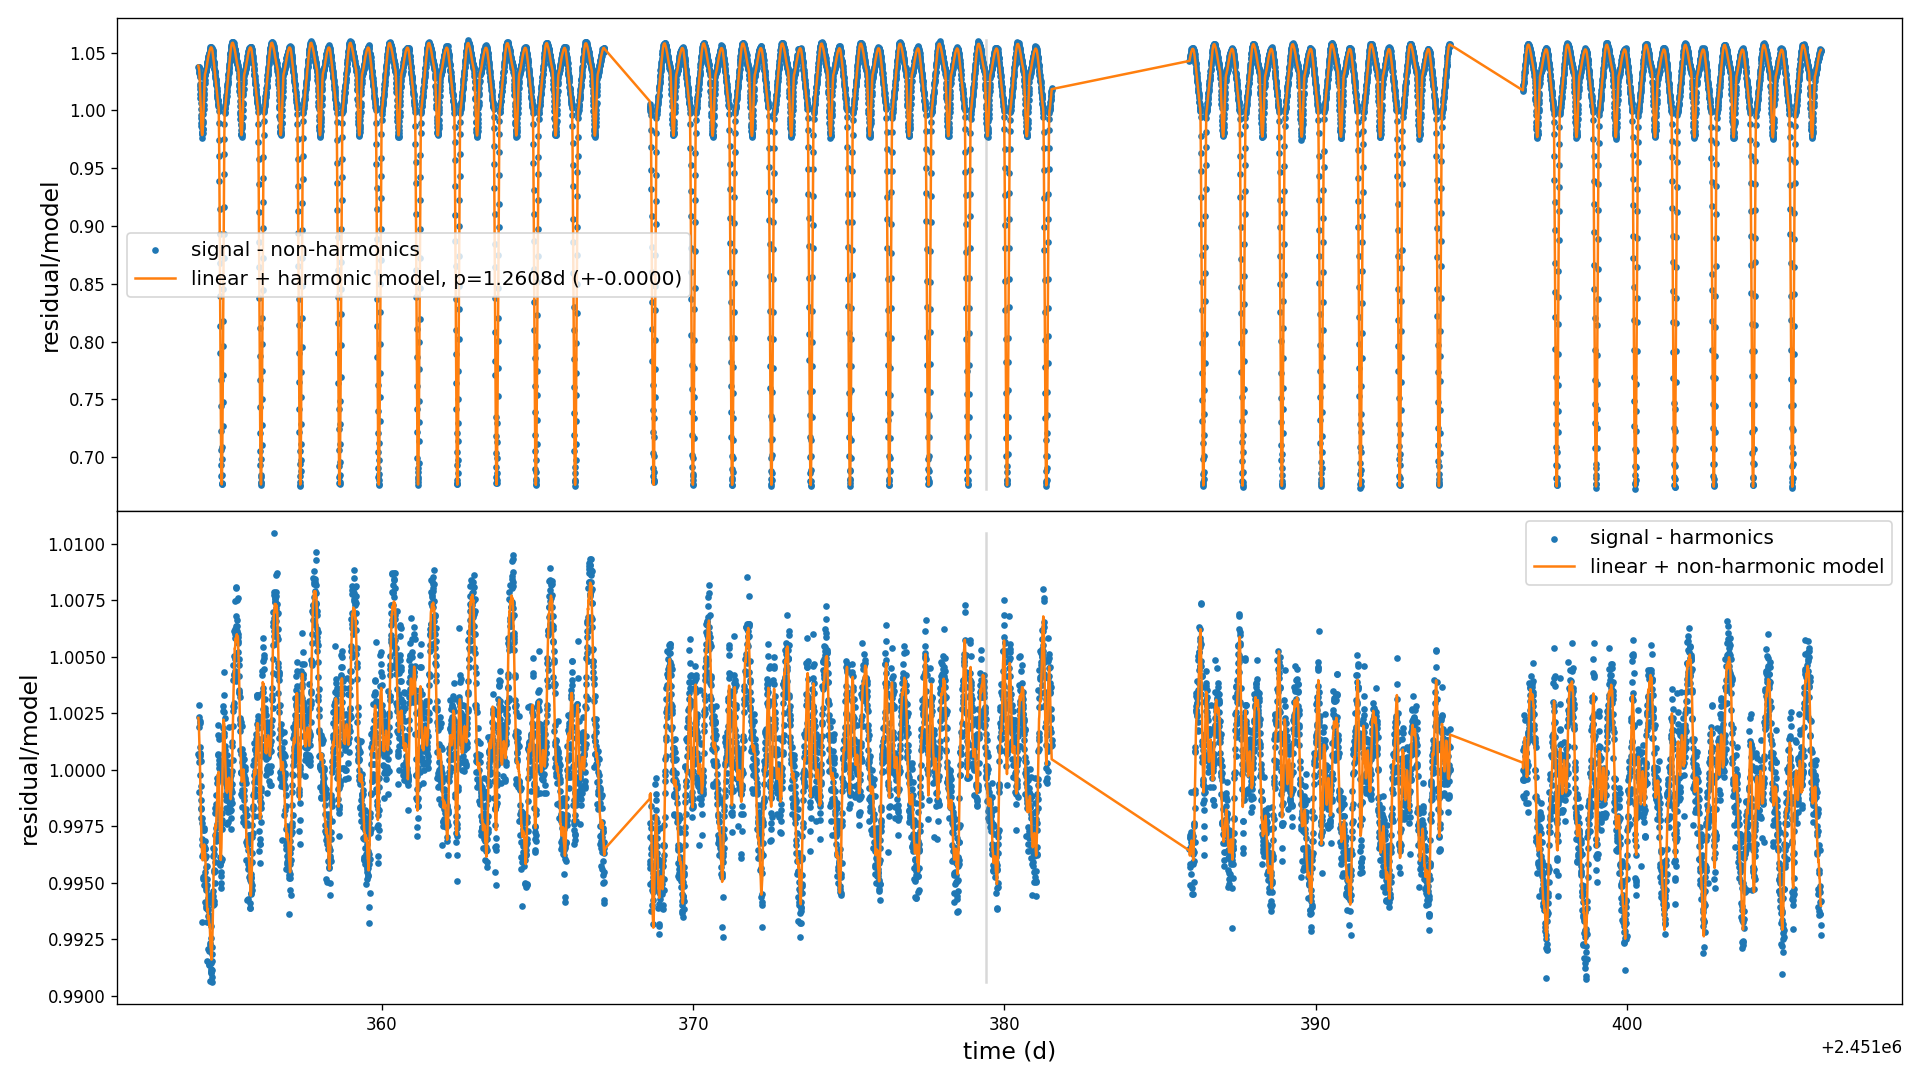 1.05
1.00
0.95
0.90
0.85
0.80
0.75
0.70
residual/model
signal - non-harmonics
linear + harmonic model, p=1.2608d (+-0.0000)
1.0100
1.0075
1.0050
1.0025
1.0000
0.9975
0.9950
0.9925
0.9900
residual/model
signal - harmonics
linear + non-harmonic model
360
370
380
390
400
time (d)
+2.451e6